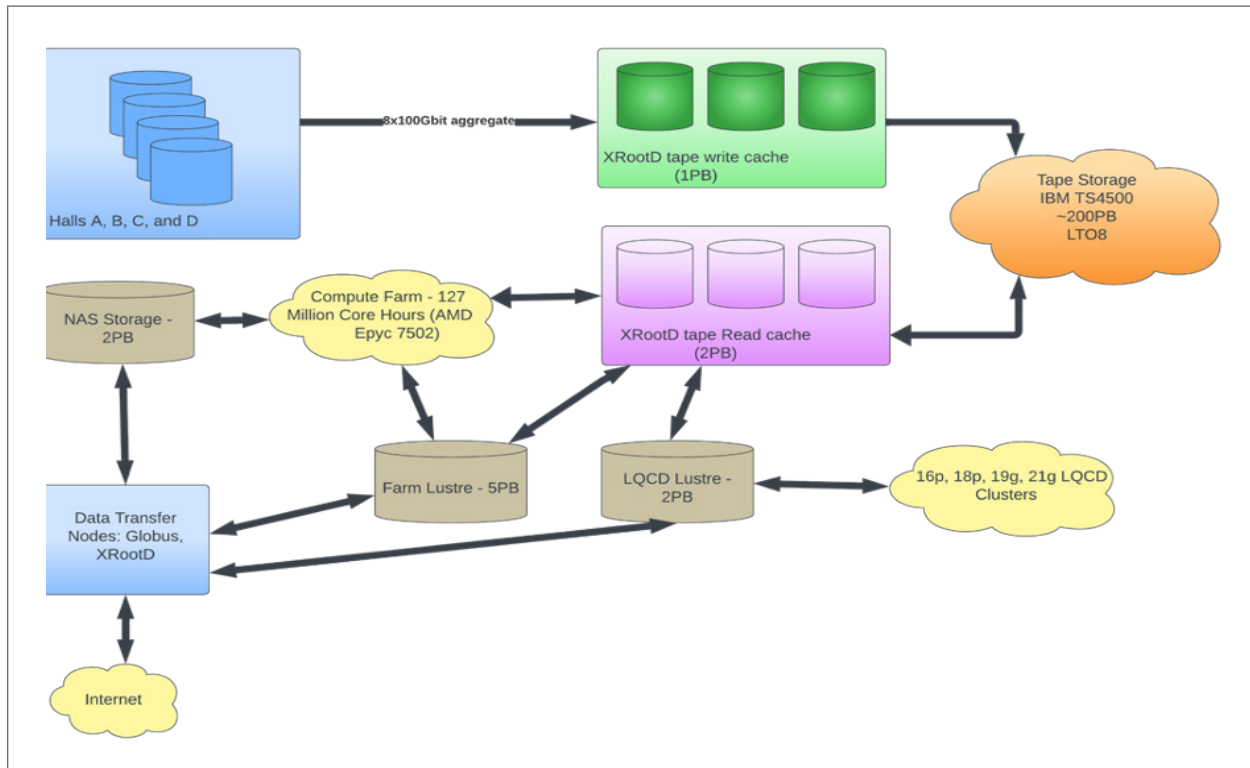 8x100Gbit aggregate
Halls A, B, C, and D
XRootD tape write cache
(1PB)
Tape Storage
IBM TS4500
~200PB
LTO8
NAS Storage -
2PB
Compute Farm - 127
Million Core Hours (AMD
Epyc 7502)
XRootD tape Read cache
(2PB)
Farm Lustre - 5PB
LQCD Lustre -
2PB
16p, 18p, 19g, 21g LQCD
Clusters
Data Transfer
Nodes: Globus,
XRootD
Internet